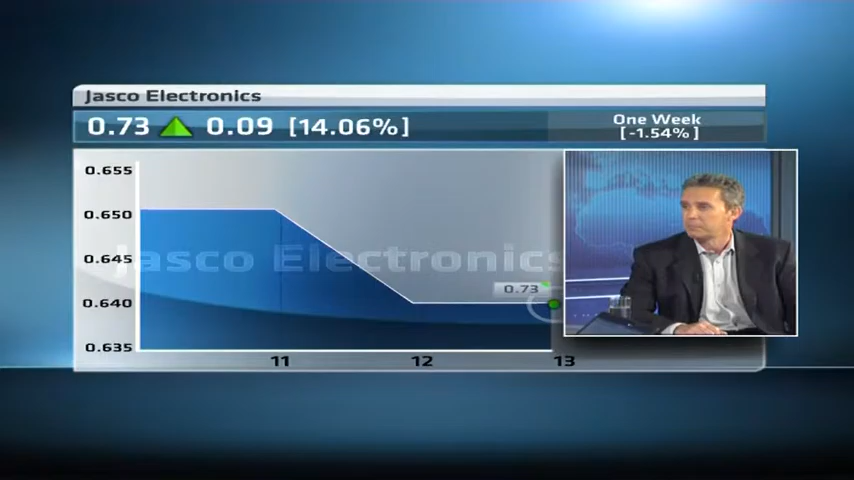 Jasco Electronics
0.73 0.09 [14.06%]
One Week
[-1.54%]
0.655
0.650
0.645
0.640
0.635
Jasco Electronics
0.73
11 12 13